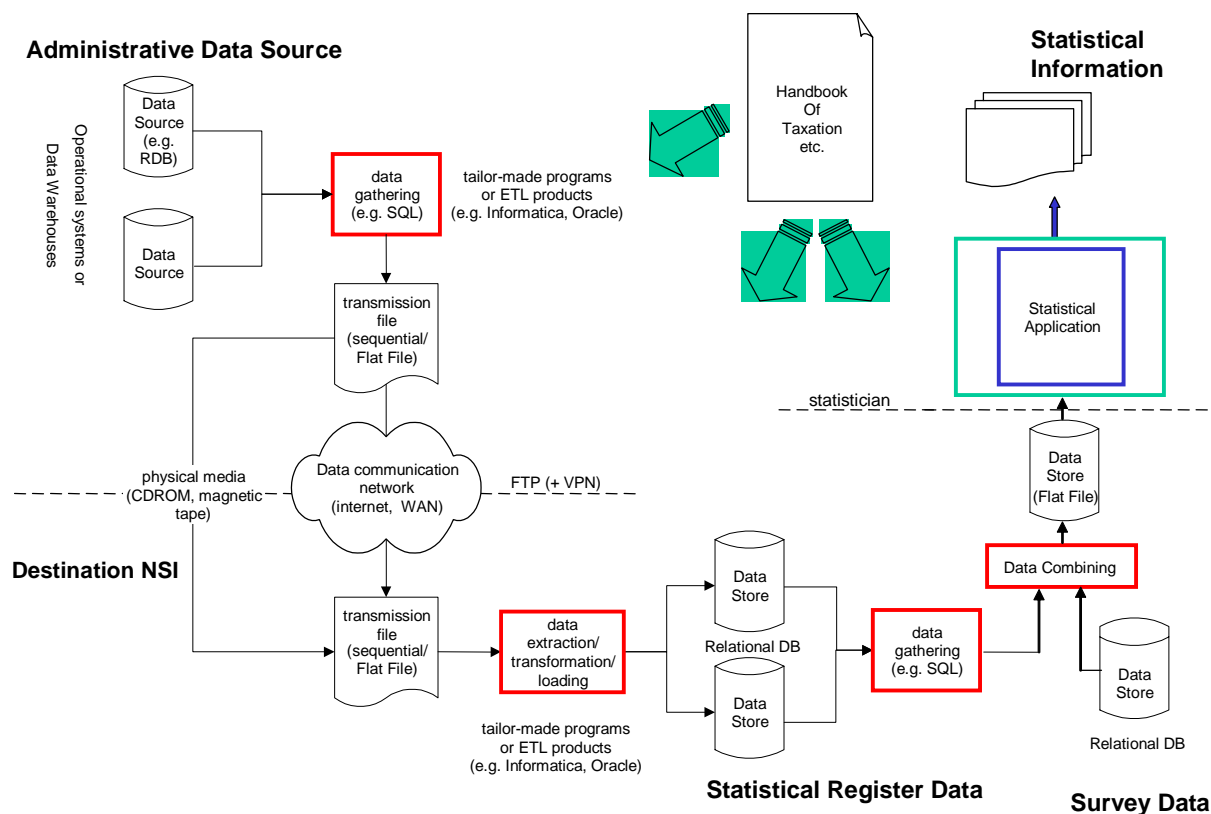 Administrative Data Source
Data
Source
(e.g.
RDB)
Data
Source
Operational systems or
Data Warehouses
data
gathering
(e.g. SQL)
tailor-made programs
or ETL products
(e.g. Informatica, Oracle)
transmission
file
(sequential/
Flat File)
physical media
(CDROM, magnetic
tape)
Data communication
network
(internet, WAN)
FTP (+ VPN)
Destination NSI
transmission
file
(sequential/
Flat File)
data
extraction/
transformation/
loading
tailor-made programs
or ETL products
(e.g. Informatica, Oracle)
Data
Store
Relational DB
Data
Store
Statistical Register Data
data
gathering
(e.g. SQL)
Handbook
Of
Taxation
etc.
Statistical
Information
Statistical
Application
statistician
Data
Store
(Flat File)
Data Combining
Data
Store
Relational DB
Survey Data